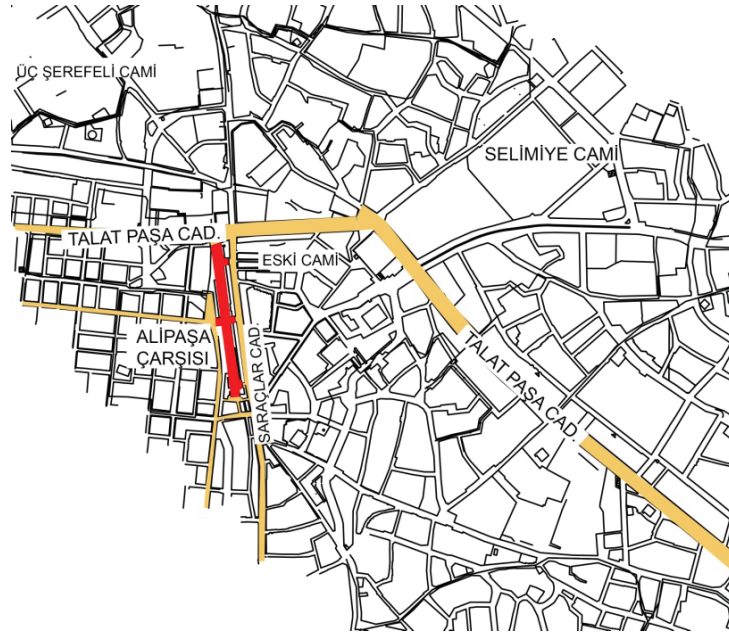 ÜÇ ŞEREFELİ CAMİ
SELİMİYE CAMİ
TALAT PAŞA CAD.
ESKİ CAMİ
ALİPAŞA
ÇARŞISI
SARAÇLAR CAD.
TALAT PAŞA CAD.